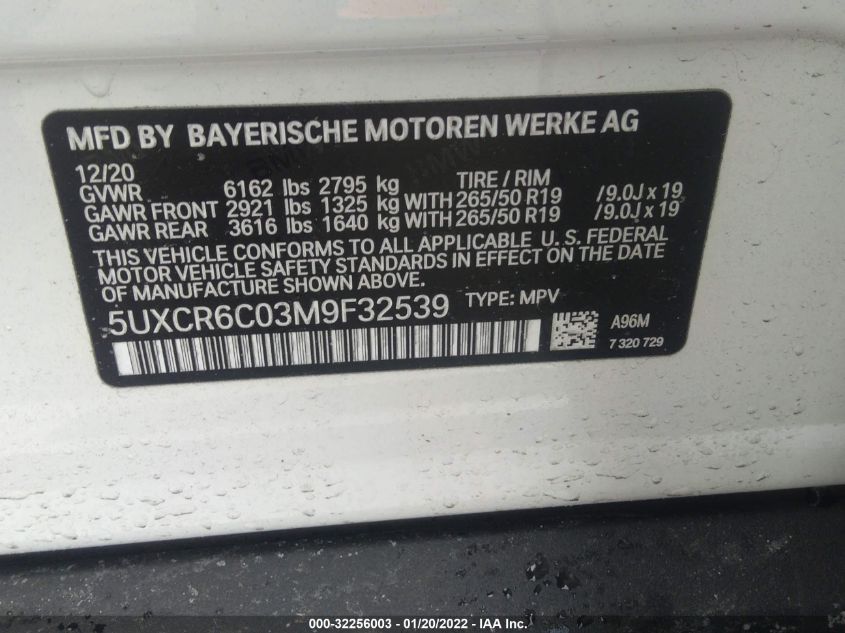 MFD BY BAYERISCHE MOTOREN WERKE AG
12/20 TIRE / RIM
GVWR 6162 lbs 2795 kg
GAWR FRONT 2921 lbs 1325 kg WITH 265/50 R19 /9.0J x 19
GAWR REAR 3616 lbs 1640 kg WITH 265/50 R19 /9.0J x 19
THIS VEHICLE CONFORMS TO ALL APPLICABLE U. S. FEDERAL
MOTOR VEHICLE SAFETY STANDARDS IN EFFECT ON THE DATE
OF MANUFACTURE SHOWN ABOVE.
5UXCR6C03M9F32539 TYPE: MPV
A96M
7 320 729
000-32256003 - 01/20/2022 - IAA Inc.